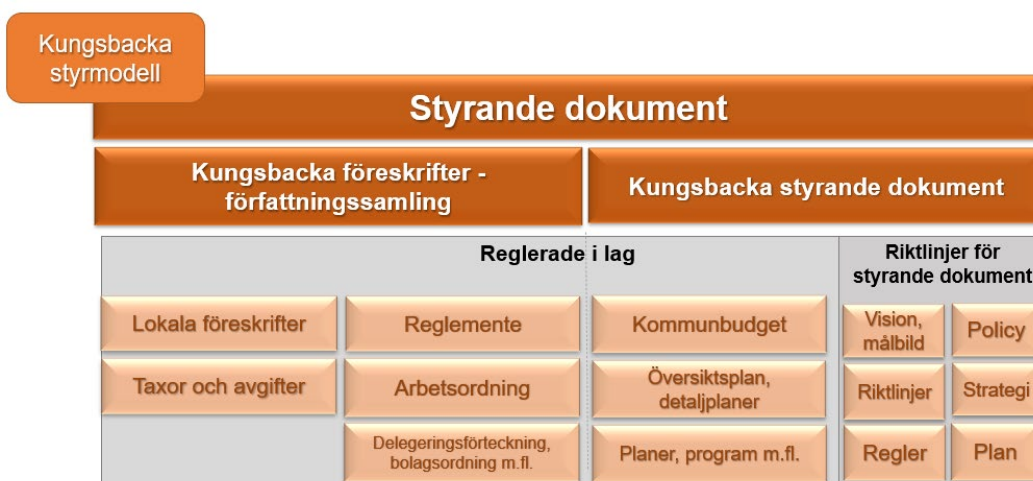 Kungsbacka
styrmodell
Styrande dokument
Kungsbacka föreskrifter -
författningssamling
Kungsbacka styrande dokument
Reglerade i lag
Riktlinjer för
styrande dokument
Lokala föreskrifter
Reglemente
Kommunbudget
Vision,
målbild
Policy
Taxor och avgifter
Arbetsordning
Översiktsplan,
detaljplaner
Riktlinjer
Strategi
Delegeringsförteckning,
bolagsordning m.fl.
Planer, program m.fl.
Regler
Plan